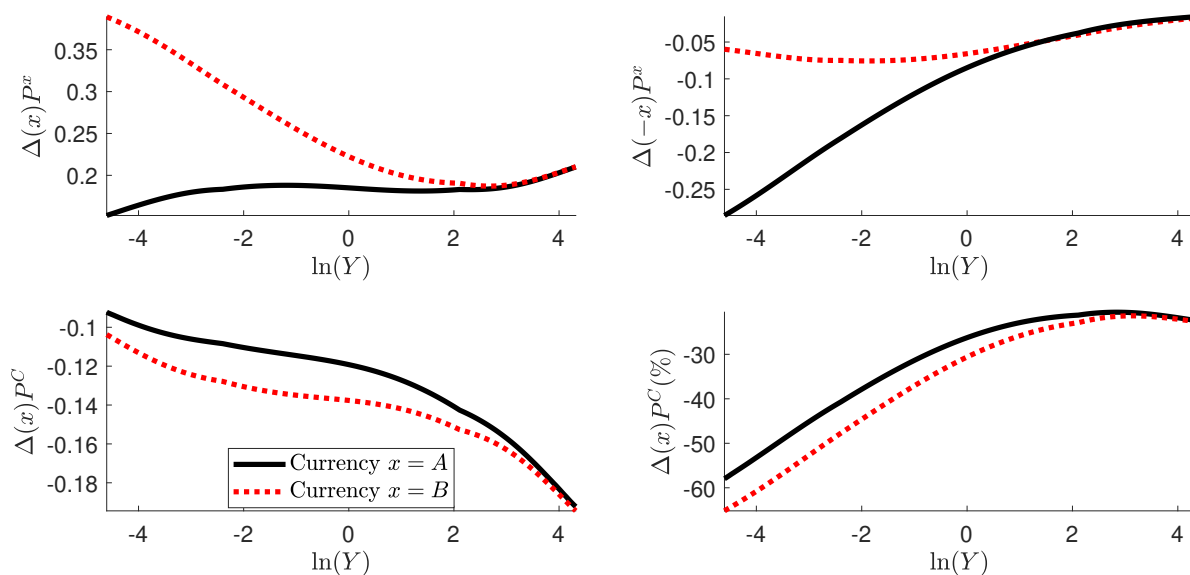 Δ(x)P^x
0.35
0.3
0.25
0.2
-4 -2 0 2 4
ln(Y)
Δ(−x)P^x
-0.05
-0.1
-0.15
-0.2
-0.25
-4 -2 0 2 4
ln(Y)
Δ(x)P^C
-0.1
-0.12
-0.14
-0.16
-0.18
Currency x = A
Currency x = B
-4 -2 0 2 4
ln(Y)
Δ(x)P^C(%)
-30
-40
-50
-60
-4 -2 0 2 4
ln(Y)